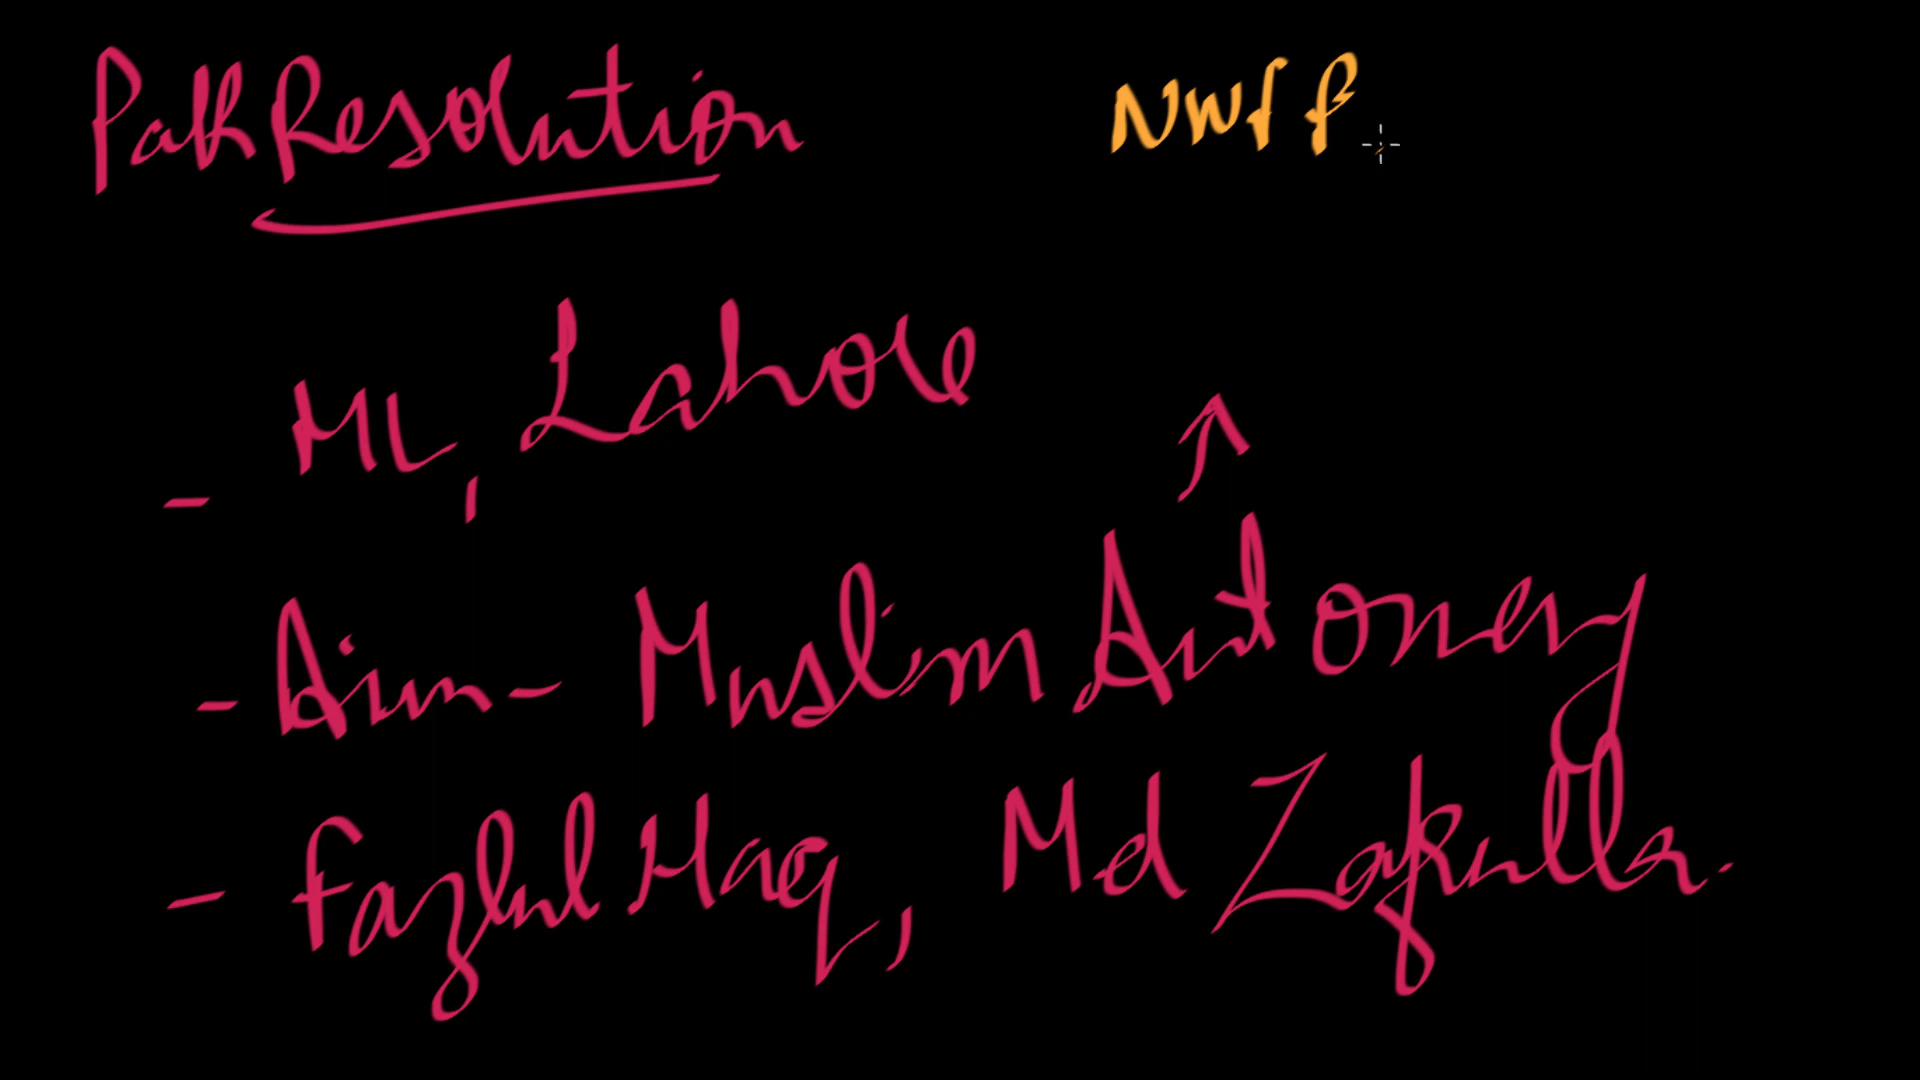 Pak Resolution
NWFP
- ML, Lahore
- Aim - Muslim Autonomy
- Fazlul Haq, Md Zafrulla.